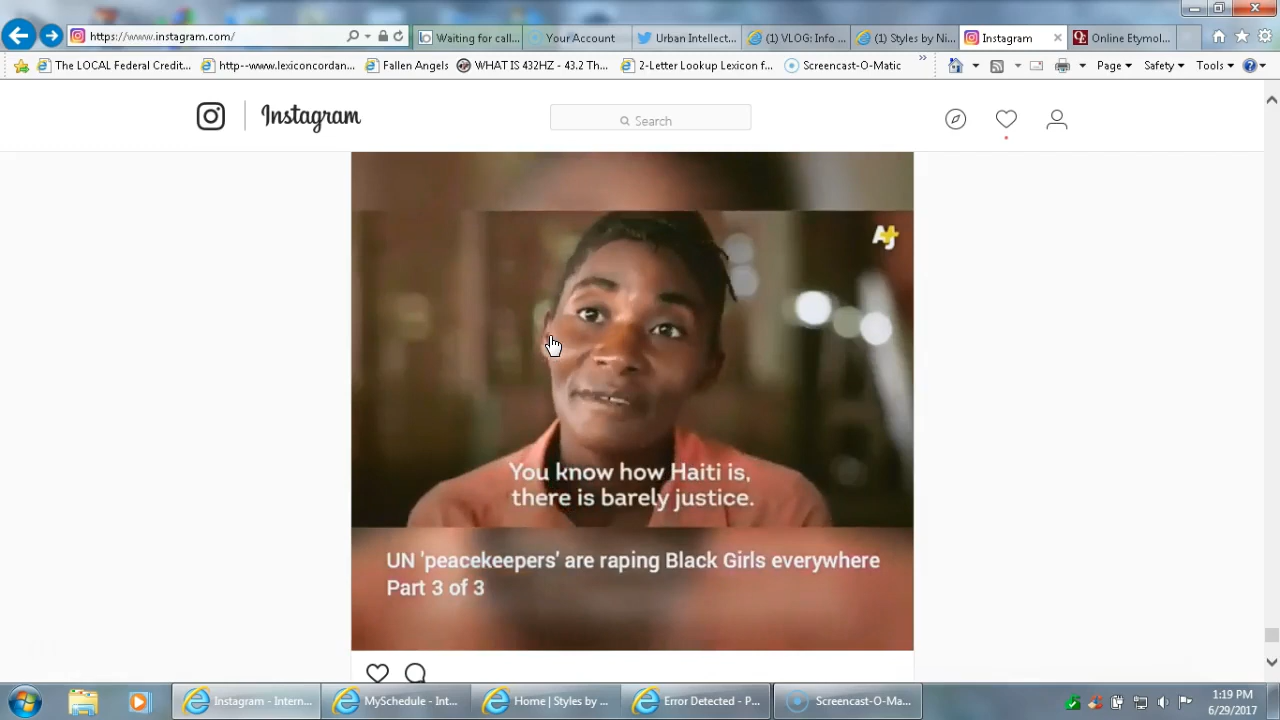 https://www.instagram.com/
Waiting for call...
Your Account
Urban Intellect...
(1) VLOG: Info ...
(1) Styles by Ni...
Instagram
Online Etymol...
The LOCAL Federal Credit...
http--www.lexiconcordan...
Fallen Angels
WHAT IS 432HZ - 43.2 Th...
2-Letter Lookup Lexicon f...
Screencast-O-Matic
Page
Safety
Tools
Instagram
Search
AJ+
You know how Haiti is,
there is barely justice.
UN 'peacekeepers' are raping Black Girls everywhere
Part 3 of 3
Instagram - Intern...
MySchedule - Int...
Home | Styles by ...
Error Detected - P...
Screencast-O-Ma...
1:19 PM
6/29/2017